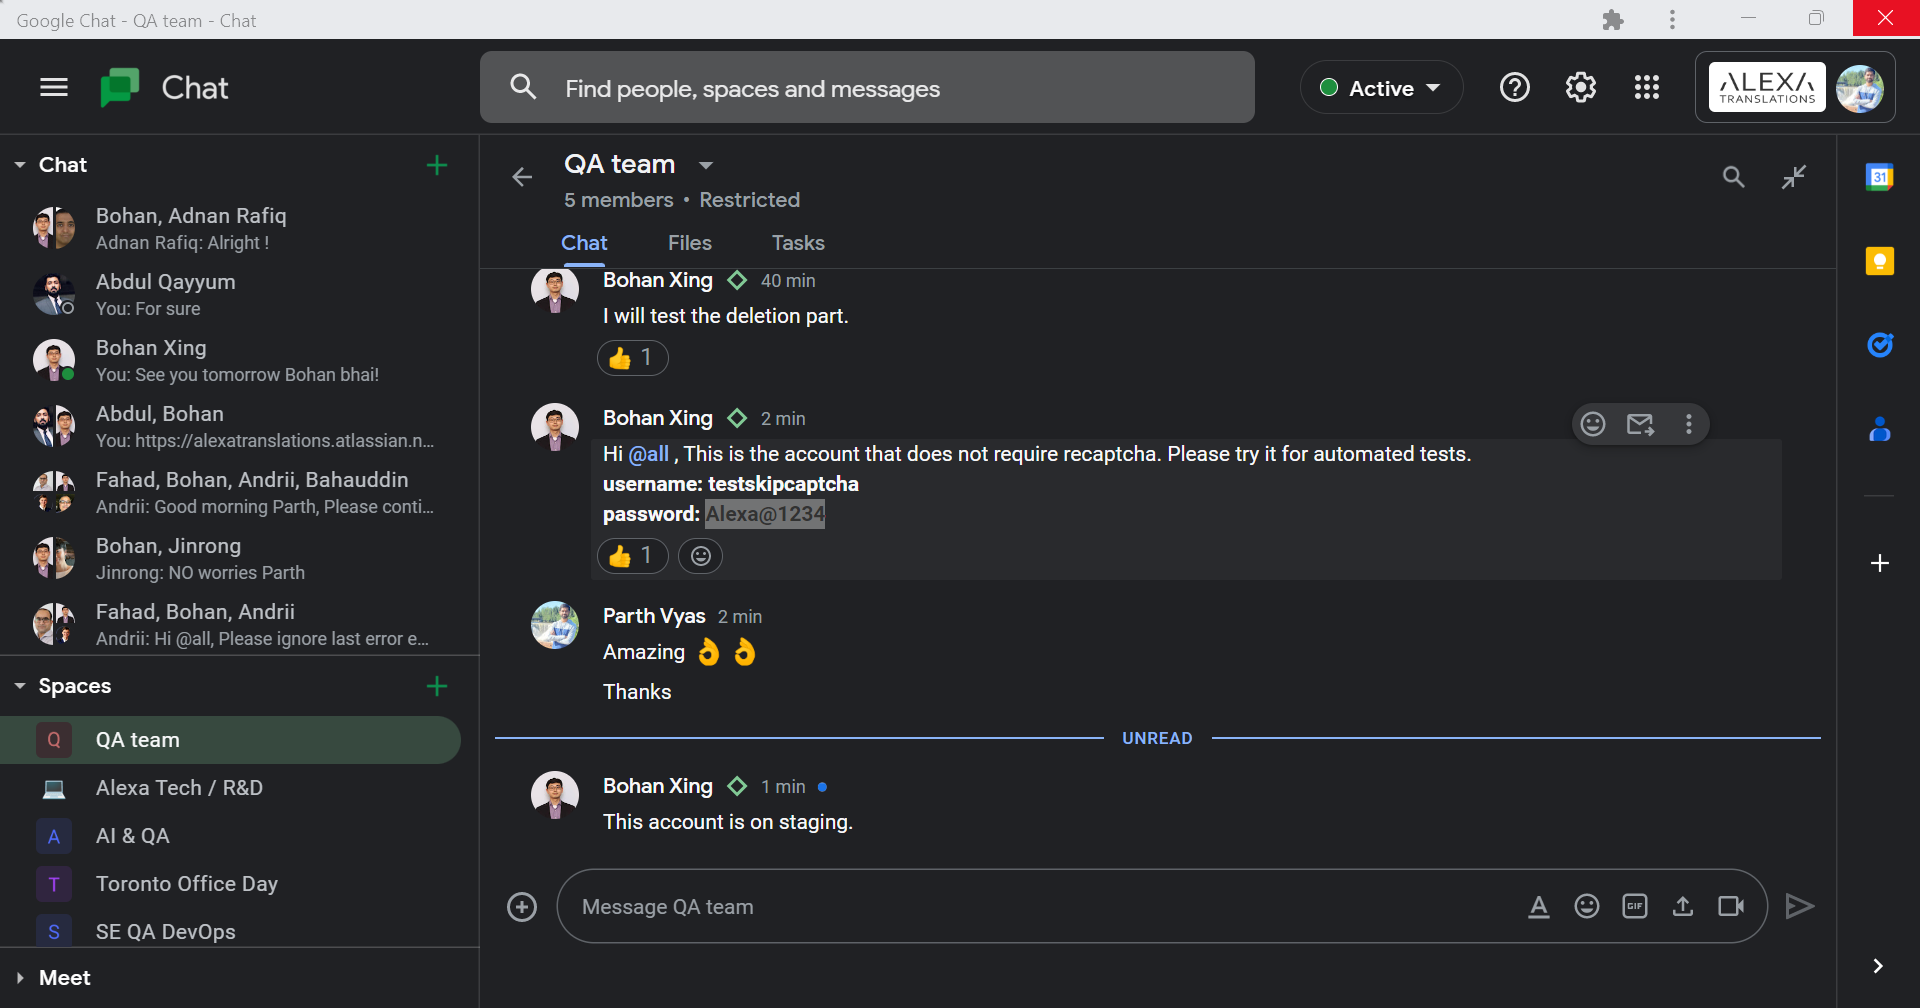 Google Chat - QA team - Chat
Chat
Find people, spaces and messages
Active
ALEXA
TRANSLATIONS
Chat
Bohan, Adnan Rafiq
Adnan Rafiq: Alright !
Abdul Qayyum
You: For sure
Bohan Xing
You: See you tomorrow Bohan bhai!
Abdul, Bohan
You: https://alexatranslations.atlassian.n...
Fahad, Bohan, Andrii, Bahauddin
Andrii: Good morning Parth, Please conti...
Bohan, Jinrong
Jinrong: NO worries Parth
Fahad, Bohan, Andrii
Andrii: Hi @all, Please ignore last error e...
Spaces
Q QA team
Alexa Tech / R&D
A AI & QA
T Toronto Office Day
S SE QA DevOps
Meet
QA team
5 members • Restricted
Chat Files Tasks
Bohan Xing 40 min
I will test the deletion part.
👍 1
Bohan Xing 2 min
Hi @all , This is the account that does not require recaptcha. Please try it for automated tests.
username: testskipcaptcha
password: Alexa@1234
👍 1
Parth Vyas 2 min
Amazing 👌 👌
Thanks
UNREAD
Bohan Xing 1 min
This account is on staging.
Message QA team
GIF
31